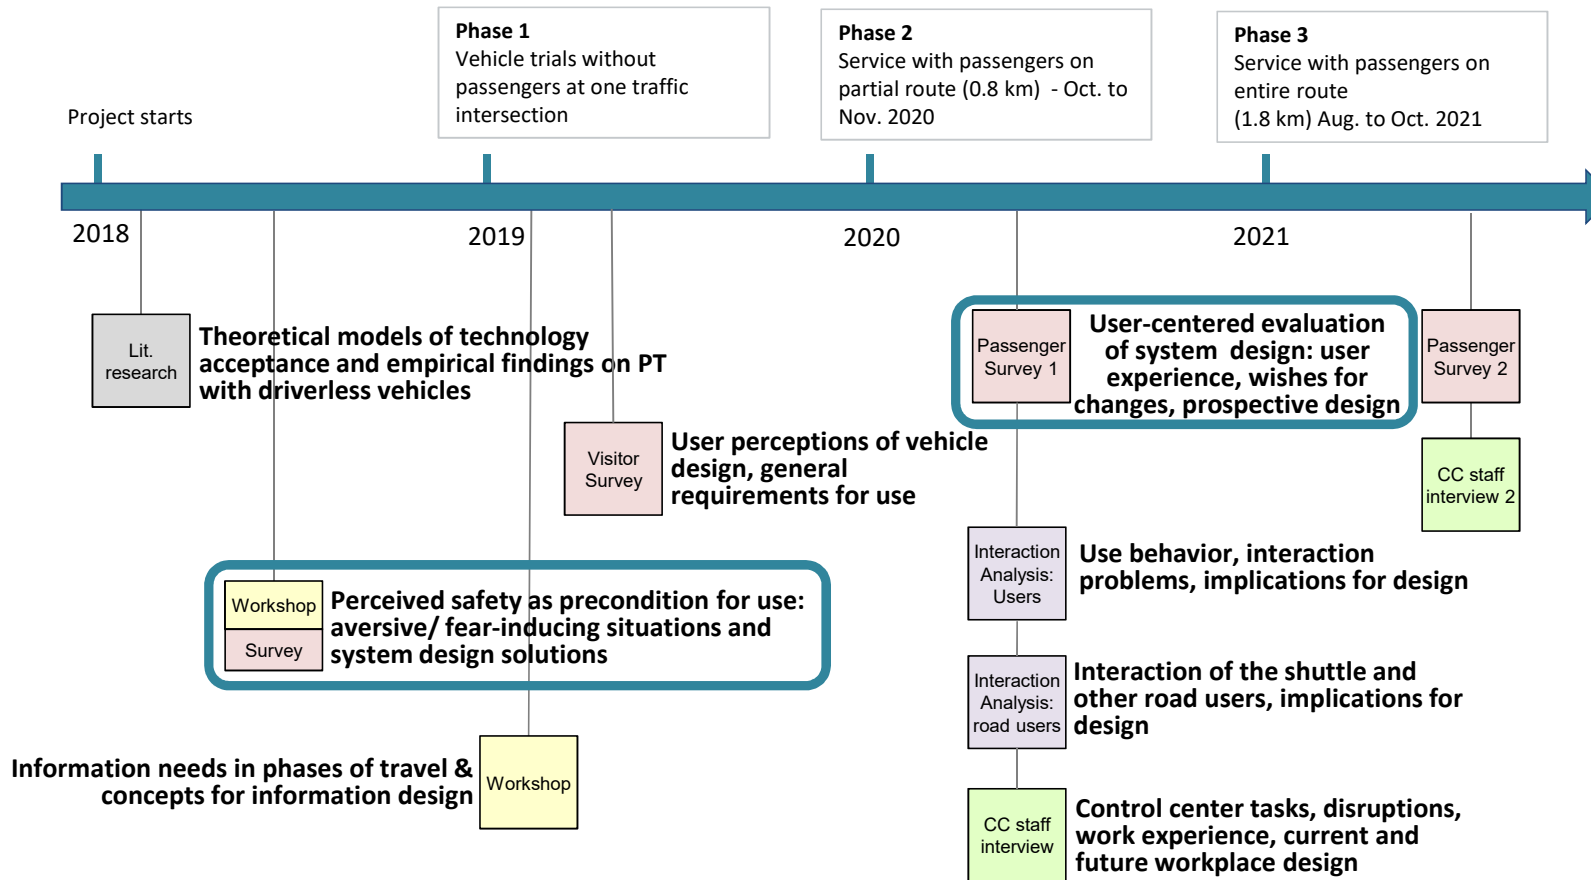 Project starts
Phase 1
Vehicle trials without
passengers at one traffic
intersection
Phase 2
Service with passengers on
partial route (0.8 km) - Oct. to
Nov. 2020
Phase 3
Service with passengers on
entire route
(1.8 km) Aug. to Oct. 2021
2018
2019
2020
2021
Lit.
research
Theoretical models of technology
acceptance and empirical findings on PT
with driverless vehicles
Visitor
Survey
User perceptions of vehicle
design, general
requirements for use
Workshop
Survey
Perceived safety as precondition for use:
aversive/ fear-inducing situations and
system design solutions
Information needs in phases of travel &
concepts for information design
Workshop
Passenger
Survey 1
User-centered evaluation
of system design: user
experience, wishes for
changes, prospective design
Passenger
Survey 2
CC staff
interview 2
Interaction
Analysis:
Users
Use behavior, interaction
problems, implications for design
Interaction
Analysis:
road users
Interaction of the shuttle and
other road users, implications for
design
CC staff
interview
Control center tasks, disruptions,
work experience, current and
future workplace design